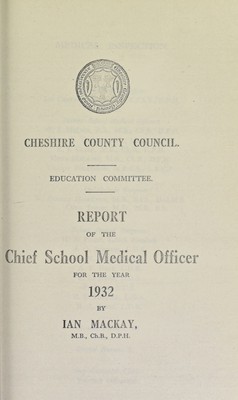 CHESHIRE COUNTY COUNCIL.
EDUCATION COMMITTEE.
REPORT
OF THE
Chief School Medical Officer
FOR THE YEAR
1932
BY
IAN MACKAY,
M.B., Ch.B., D.P.H.